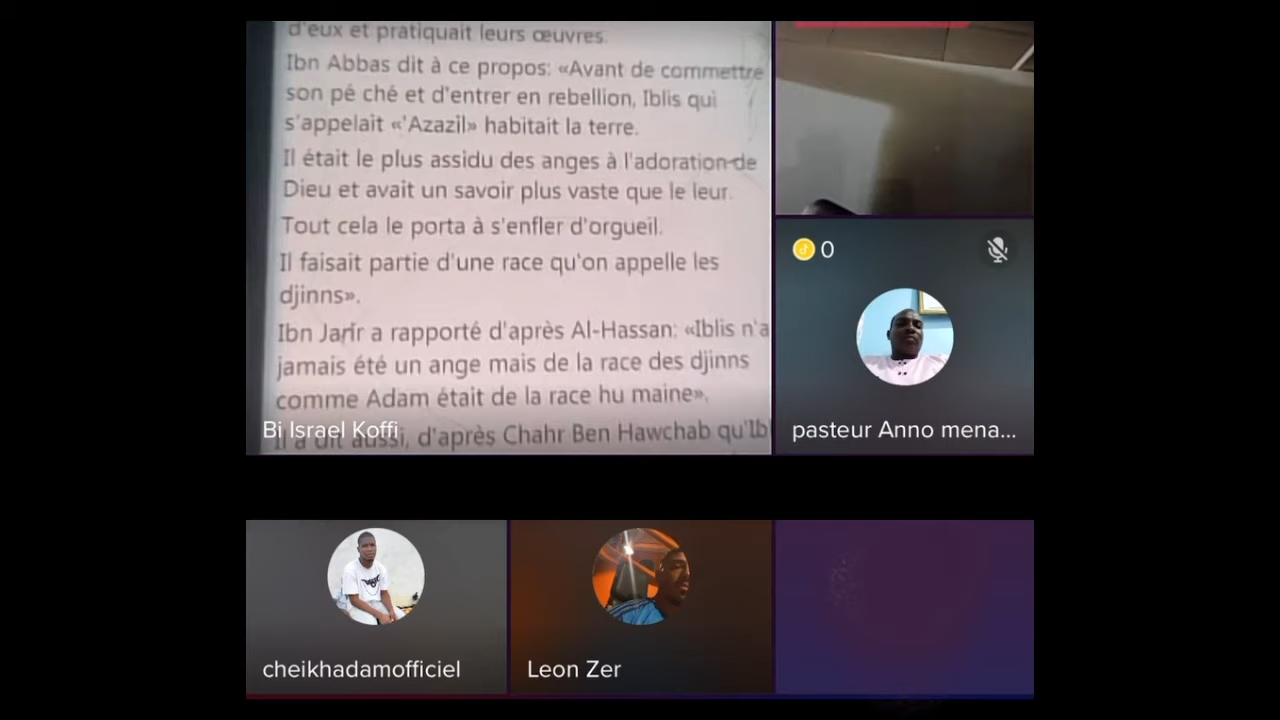 d'eux et pratiquait leurs œuvres.
Ibn Abbas dit à ce propos: «Avant de commettre
son pé ché et d'entrer en rebellion, Iblis qui
s'appelait «'Azazil» habitait la terre.
Il était le plus assidu des anges à l'adoration de
Dieu et avait un savoir plus vaste que le leur.
Tout cela le porta à s'enfler d'orgueil.
Il faisait partie d'une race qu'on appelle les
djinns».
Ibn Jarîr a rapporté d'après Al-Hassan: «Iblis n'a
jamais été un ange mais de la race des djinns
comme Adam était de la race hu maine».
Il a dit aussi, d'après Chahr Ben Hawchab qu'Ibl
Bi Israel Koffi
0
pasteur Anno mena...
cheikhadamofficiel
Leon Zer